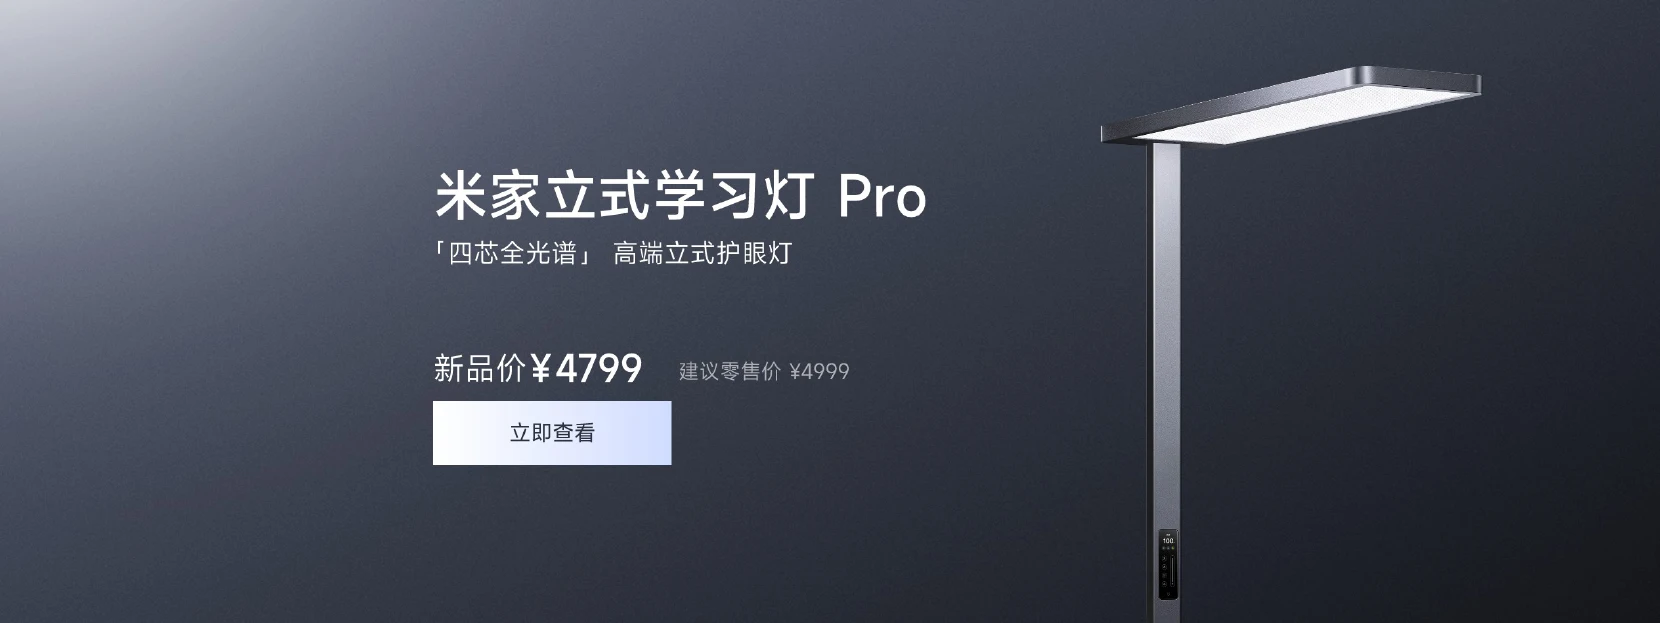 米家立式学习灯 Pro
「四芯全光谱」 高端立式护眼灯
新品价¥4799 建议零售价 ¥4999
立即查看
100